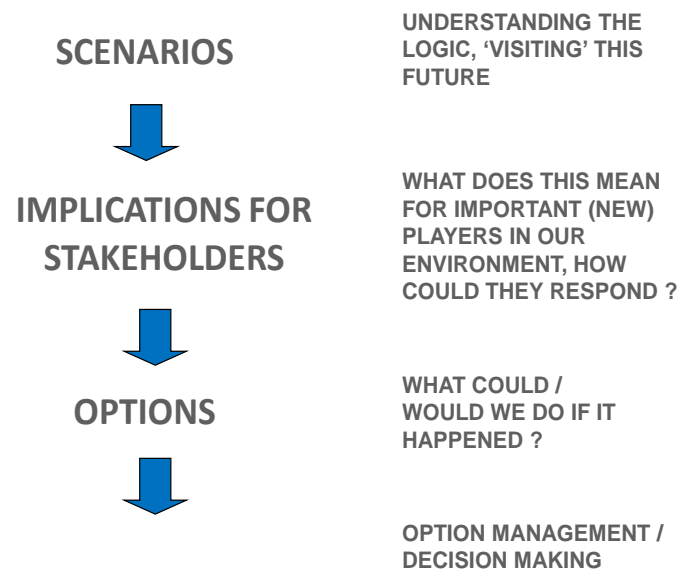 SCENARIOS
UNDERSTANDING THE
LOGIC, ‘VISITING’ THIS
FUTURE
IMPLICATIONS FOR
STAKEHOLDERS
WHAT DOES THIS MEAN
FOR IMPORTANT (NEW)
PLAYERS IN OUR
ENVIRONMENT, HOW
COULD THEY RESPOND ?
OPTIONS
WHAT COULD /
WOULD WE DO IF IT
HAPPENED ?
OPTION MANAGEMENT /
DECISION MAKING